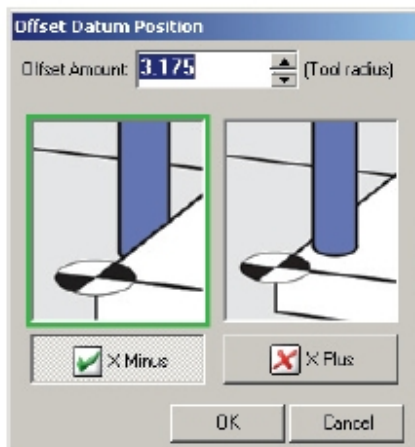 Offset Datum Position
Offset Amount: 3.175 (Tool radius)
X Minus
X Plus
OK
Cancel